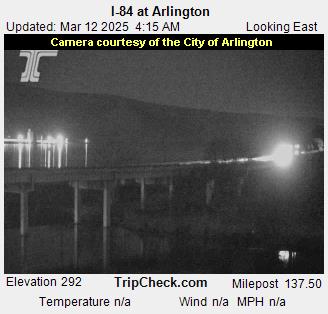 I-84 at Arlington
Updated: Mar 12 2025 4:15 AM Looking East
Camera courtesy of the City of Arlington
Elevation 292 TripCheck.com Milepost 137.50
Temperature n/a Wind n/a MPH n/a